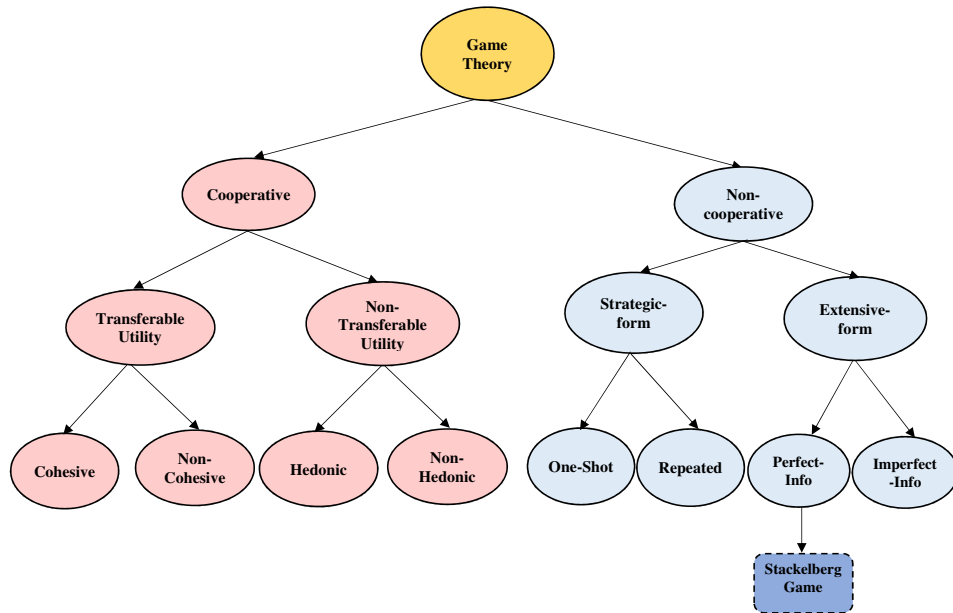 Game
Theory
Cooperative
Non-
cooperative
Transferable
Utility
Non-
Transferable
Utility
Strategic-
form
Extensive-
form
Cohesive
Non-
Cohesive
Hedonic
Non-
Hedonic
One-Shot
Repeated
Perfect-
Info
Imperfect
-Info
Stackelberg
Game